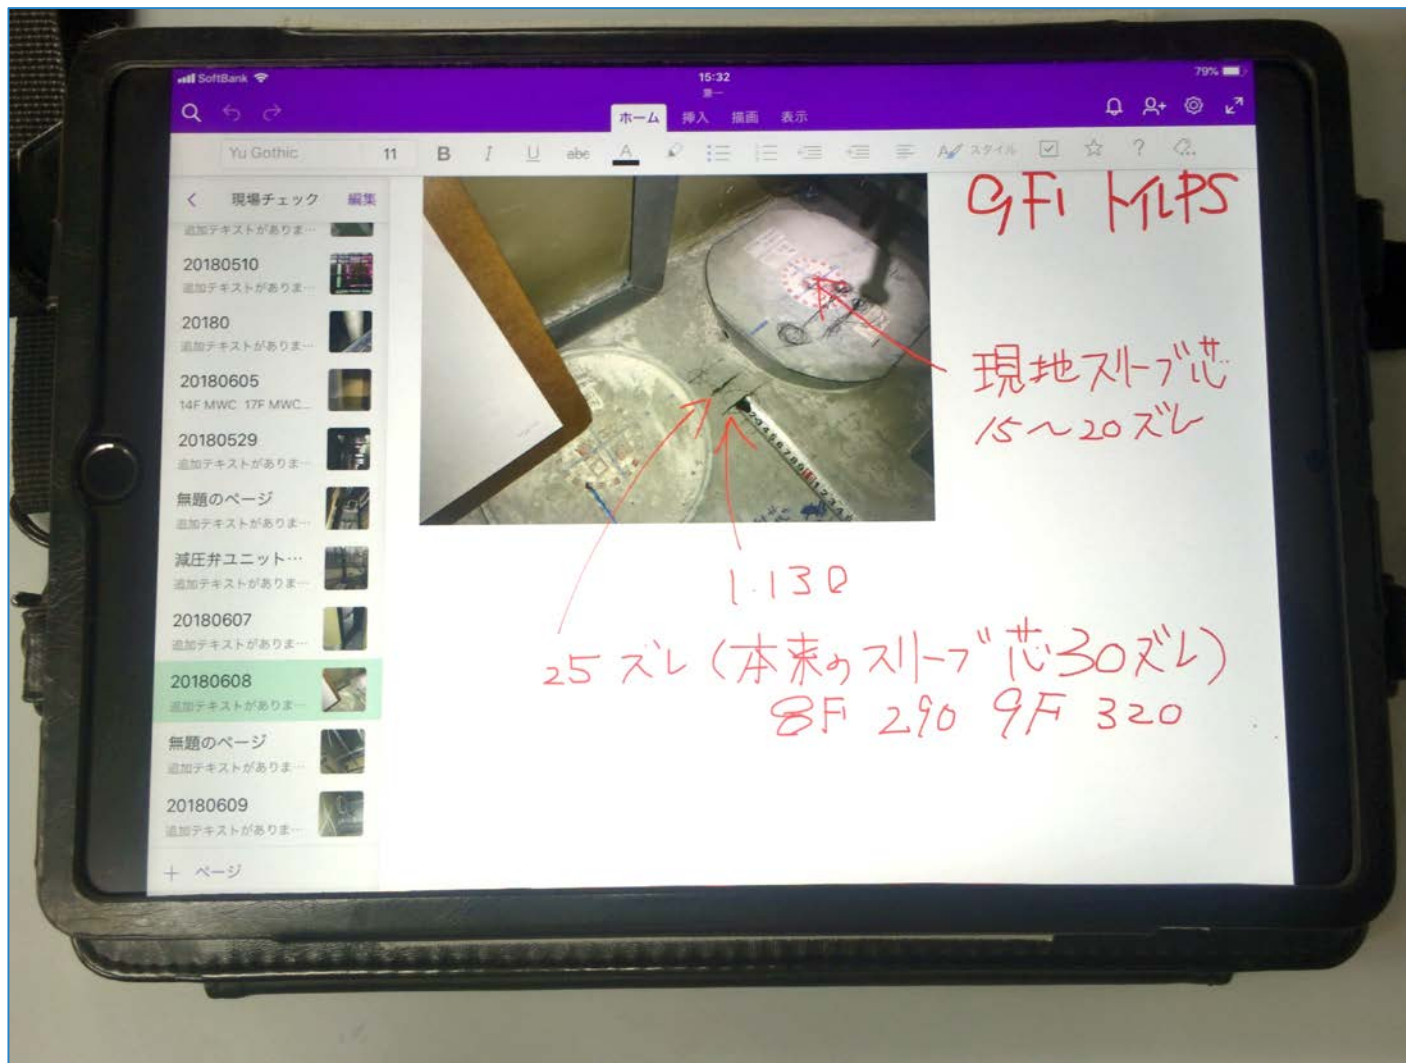 SoftBank
15:32
79%
ホーム 挿入 描画 表示
Yu Gothic 11 B I U abc A スタイル ?
現場チェック 編集
追加テキストがありま…
20180510
追加テキストがありま…
20180
追加テキストがありま…
20180605
14F MWC 17F MWC...
20180529
追加テキストがありま…
無題のページ
追加テキストがありま…
減圧弁ユニット…
追加テキストがありま…
20180607
追加テキストがありま…
20180608
追加テキストがありま…
無題のページ
追加テキストがありま…
20180609
追加テキストがありま…
+ ページ
9F トイレPS
現地スリーブ芯
15〜20ズレ
25ズレ(本来のスリーブ芯30ズレ)
8F 290 9F 320